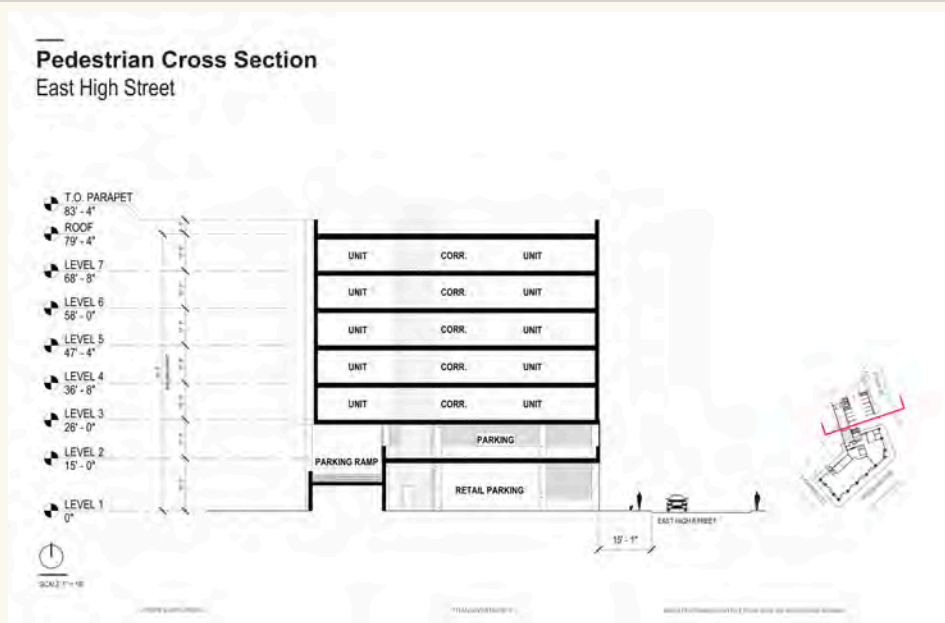 Pedestrian Cross Section
East High Street
T.O. PARAPET
83' - 4"
ROOF
79' - 4"
LEVEL 7
68' - 8"
LEVEL 6
58' - 0"
LEVEL 5
47' - 4"
LEVEL 4
36' - 8"
LEVEL 3
26' - 0"
LEVEL 2
15' - 0"
LEVEL 1
0"
UNIT CORR. UNIT
UNIT CORR. UNIT
UNIT CORR. UNIT
UNIT CORR. UNIT
UNIT CORR. UNIT
PARKING
PARKING RAMP
RETAIL PARKING
EAST HIGH STREET
15' - 1"